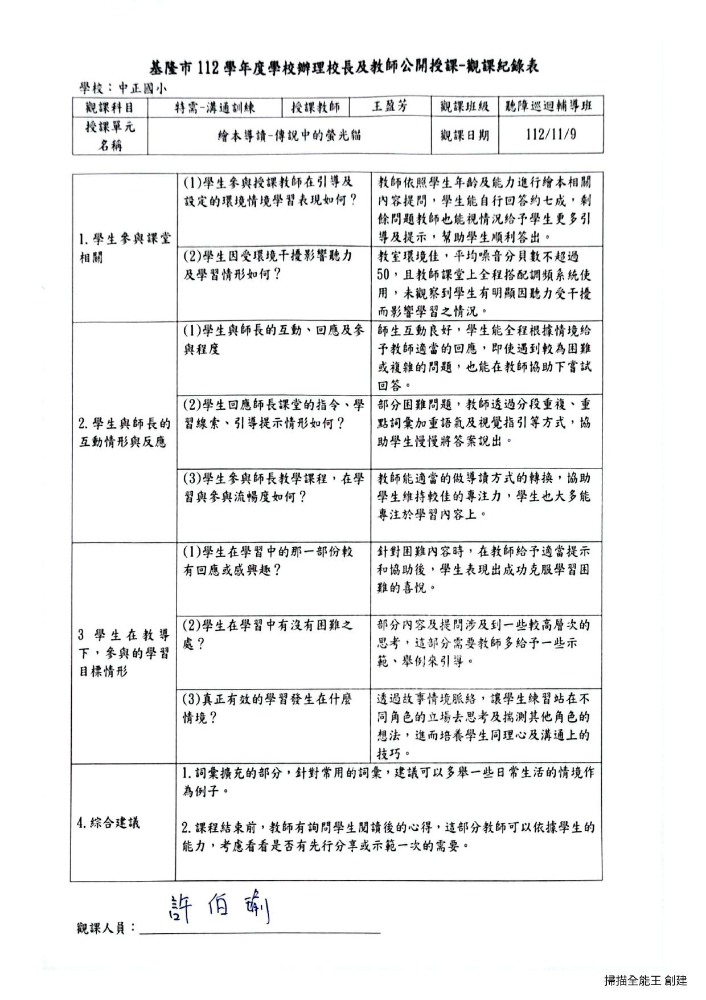 基隆市 112 學年度學校辦理校長及教師公開授課-觀課紀錄表
學校：中正國小
觀課科目 特需-溝通訓練 授課教師 王盈芳 觀課班級 聽障巡迴輔導班
授課單元
名稱
繪本導讀-傳說中的螢光貓 觀課日期 112/11/9
1.學生參與課堂
相關
(1)學生參與授課教師在引導及
設定的環境情境學習表現如何？
教師依照學生年齡及能力進行繪本相關
內容提問，學生能自行回答約七成，剩
餘問題教師也能視情況給予學生更多引
導及提示，幫助學生順利答出。
(2)學生因受環境干擾影響聽力
及學習情形如何？
教室環境佳，平均噪音分貝數不超過
50，且教師課堂上全程搭配調頻系統使
用，未觀察到學生有明顯因聽力受干擾
而影響學習之情況。
2.學生與師長的
互動情形與反應
(1)學生與師長的互動、回應及參
與程度
師生互動良好，學生能全程根據情境給
予教師適當的回應，即使遇到較為困難
或複雜的問題，也能在教師協助下嘗試
回答。
(2)學生回應師長課堂的指令、學
習線索、引導提示情形如何？
部分困難問題，教師透過分段重複、重
點詞彙加重語氣及視覺指引等方式，協
助學生慢慢將答案說出。
(3)學生參與師長教學課程，在學
習與參與流暢度如何？
教師能適當的做導讀方式的轉換，協助
學生維持較佳的專注力，學生也大多能
專注於學習內容上。
3 學生在教導
下，參與的學習
目標情形
(1)學生在學習中的那一部份較
有回應或感興趣？
針對困難內容時，在教師給予適當提示
和協助後，學生表現出成功克服學習困
難的喜悅。
(2)學生在學習中有沒有困難之
處？
部分內容及提問涉及到一些較高層次的
思考，這部分需要教師多給予一些示
範、舉例來引導。
(3)真正有效的學習發生在什麼
情境？
透過故事情境脈絡，讓學生練習站在不
同角色的立場去思考及揣測其他角色的
想法，進而培養學生同理心及溝通上的
技巧。
4.綜合建議
1.詞彙擴充的部分，針對常用的詞彙，建議可以多舉一些日常生活的情境作
為例子。
2.課程結束前，教師有詢問學生閱讀後的心得，這部分教師可以依據學生的
能力，考慮看看是否有先行分享或示範一次的需要。
許伯
觀課人員：
掃描全能王 創建